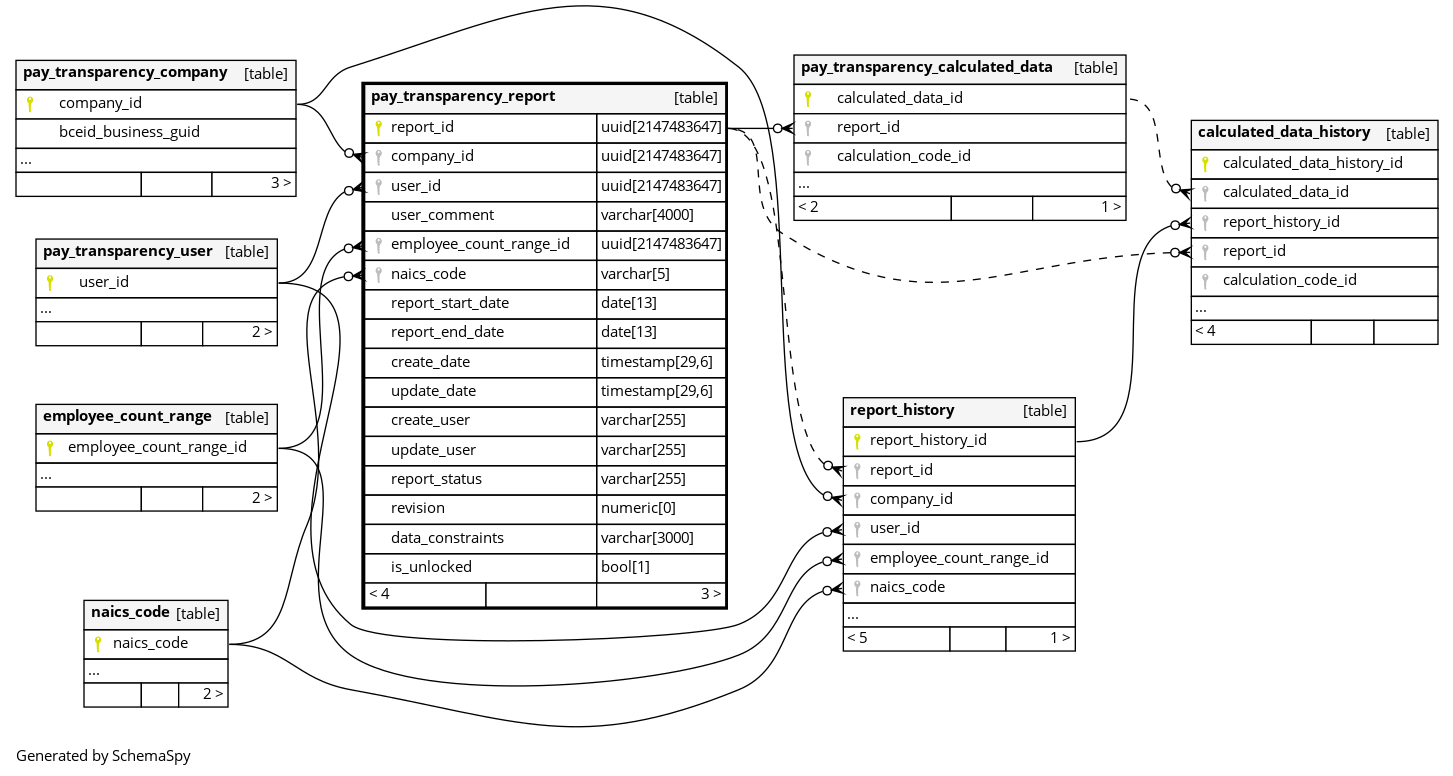 pay_transparency_company [table]
company_id
bceid_business_guid
...
3 >
pay_transparency_user [table]
user_id
...
2 >
employee_count_range [table]
employee_count_range_id
...
2 >
naics_code [table]
naics_code
...
2 >
pay_transparency_report [table]
report_id uuid[2147483647]
company_id uuid[2147483647]
user_id uuid[2147483647]
user_comment varchar[4000]
employee_count_range_id uuid[2147483647]
naics_code varchar[5]
report_start_date date[13]
report_end_date date[13]
create_date timestamp[29,6]
update_date timestamp[29,6]
create_user varchar[255]
update_user varchar[255]
report_status varchar[255]
revision numeric[0]
data_constraints varchar[3000]
is_unlocked bool[1]
< 4 3 >
pay_transparency_calculated_data [table]
calculated_data_id
report_id
calculation_code_id
...
< 2 1 >
report_history [table]
report_history_id
report_id
company_id
user_id
employee_count_range_id
naics_code
...
< 5 1 >
calculated_data_history [table]
calculated_data_history_id
calculated_data_id
report_history_id
report_id
calculation_code_id
...
< 4
Generated by SchemaSpy